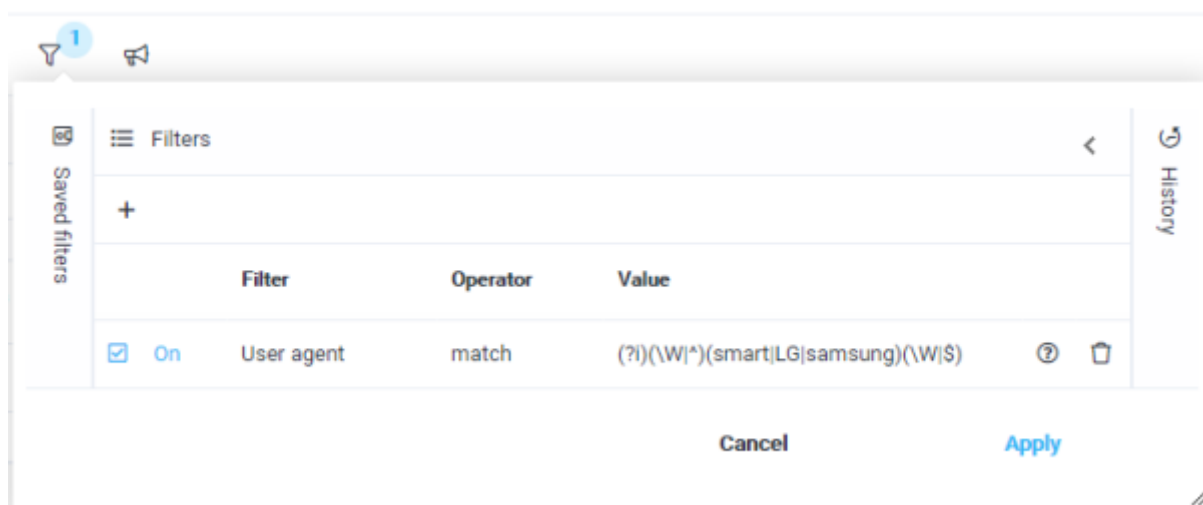 1
Saved filters
Filters
History
Filter Operator Value
On User agent match (?i)(\W|^)(smart|LG|samsung)(\W|$)
Cancel Apply